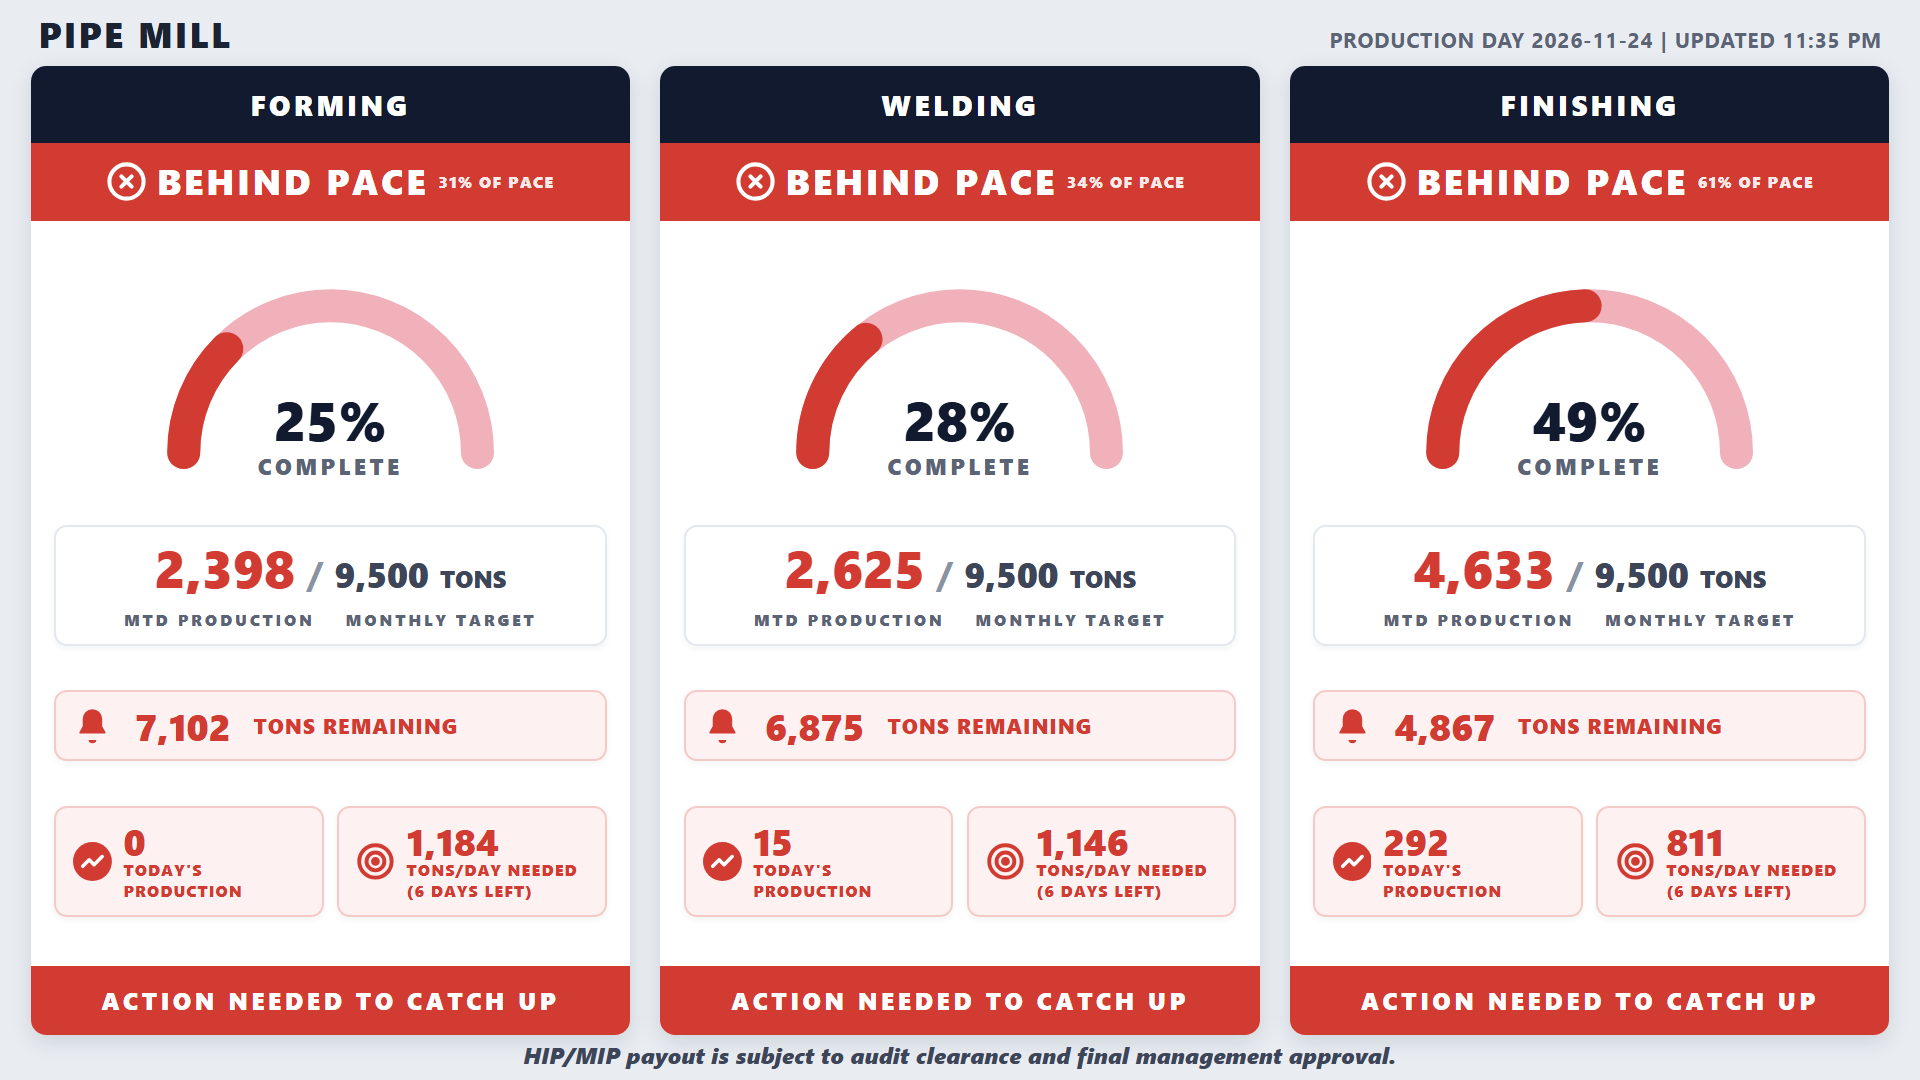 PIPE MILL
PRODUCTION DAY 2026-11-24 | UPDATED 11:35 PM
FORMING
BEHIND PACE 31% OF PACE
25%
COMPLETE
2,398 / 9,500 TONS
MTD PRODUCTION MONTHLY TARGET
7,102 TONS REMAINING
0
TODAY'S
PRODUCTION
1,184
TONS/DAY NEEDED
(6 DAYS LEFT)
ACTION NEEDED TO CATCH UP
WELDING
BEHIND PACE 34% OF PACE
28%
COMPLETE
2,625 / 9,500 TONS
MTD PRODUCTION MONTHLY TARGET
6,875 TONS REMAINING
15
TODAY'S
PRODUCTION
1,146
TONS/DAY NEEDED
(6 DAYS LEFT)
ACTION NEEDED TO CATCH UP
FINISHING
BEHIND PACE 61% OF PACE
49%
COMPLETE
4,633 / 9,500 TONS
MTD PRODUCTION MONTHLY TARGET
4,867 TONS REMAINING
292
TODAY'S
PRODUCTION
811
TONS/DAY NEEDED
(6 DAYS LEFT)
ACTION NEEDED TO CATCH UP
HIP/MIP payout is subject to audit clearance and final management approval.